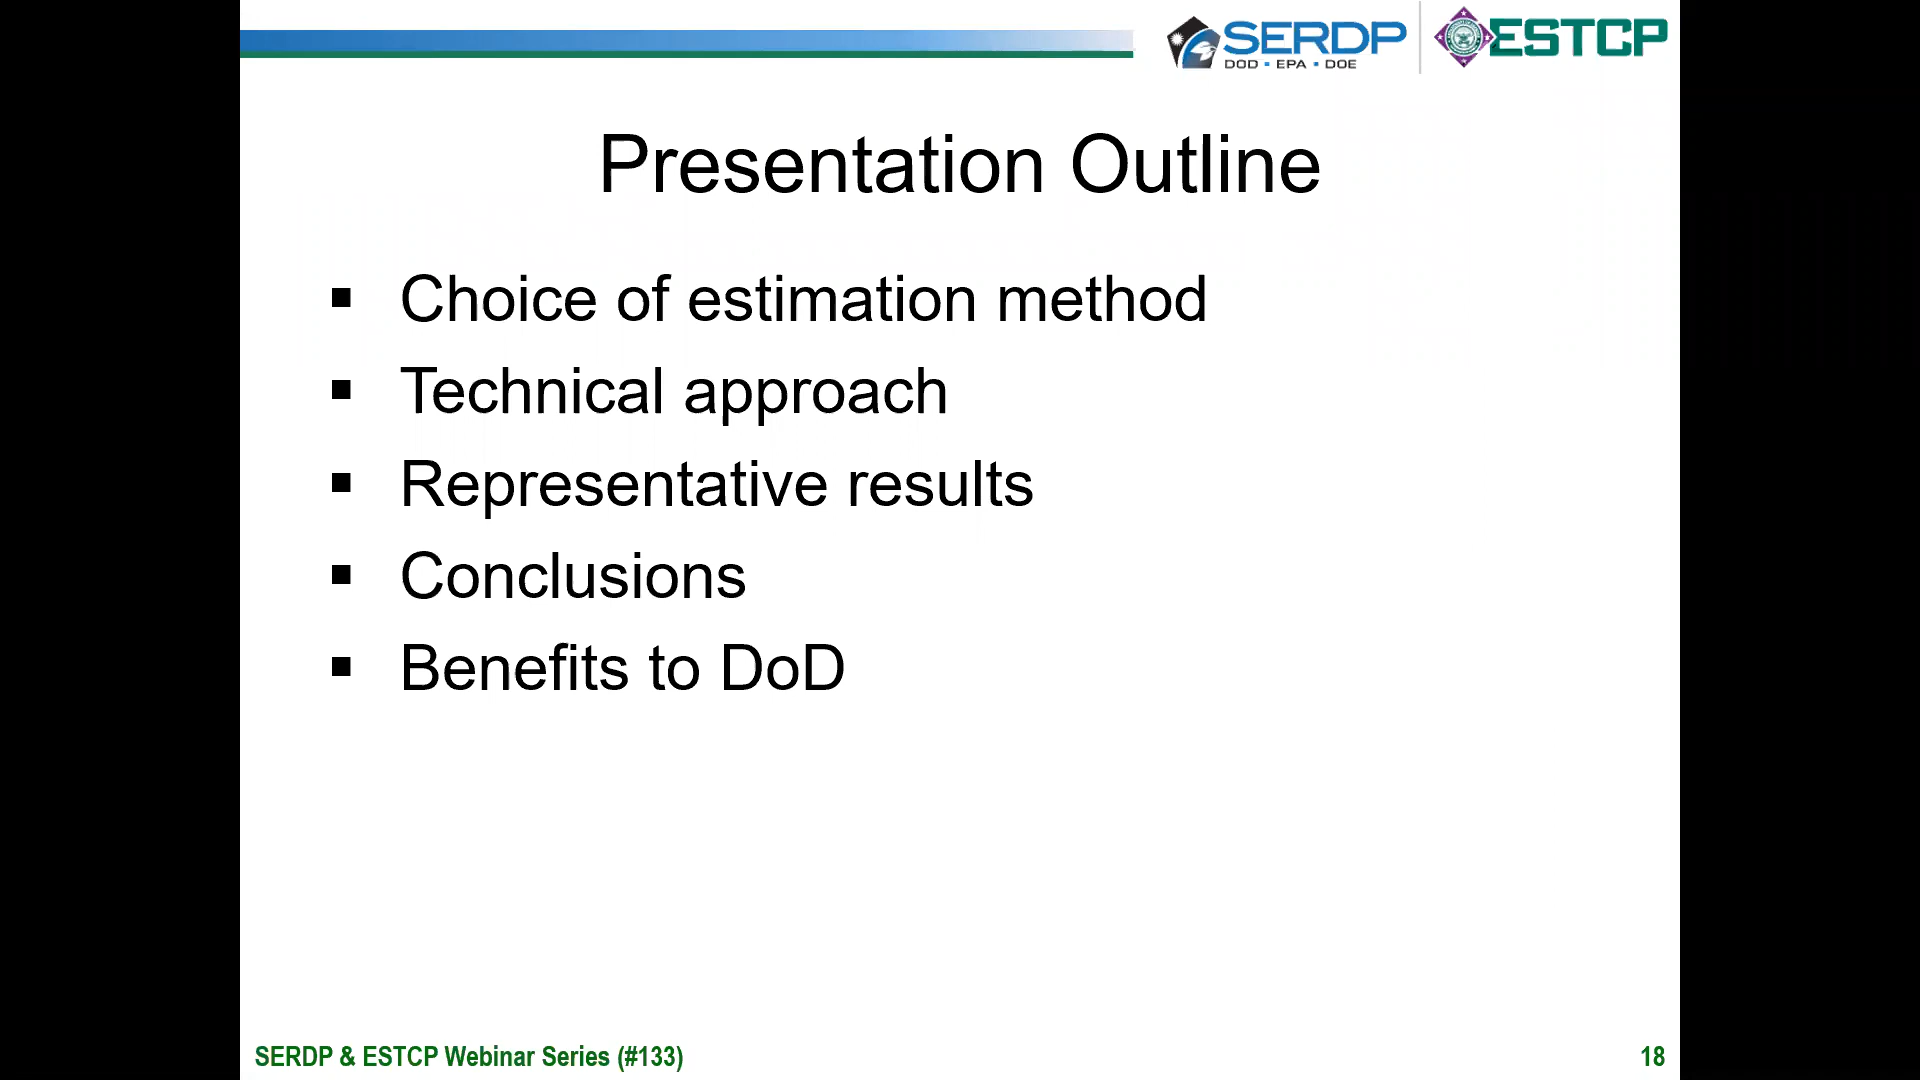 SERDP
DOD ▪ EPA ▪ DOE
ESTCP
Presentation Outline
▪ Choice of estimation method
▪ Technical approach
▪ Representative results
▪ Conclusions
▪ Benefits to DoD
SERDP & ESTCP Webinar Series (#133)
18